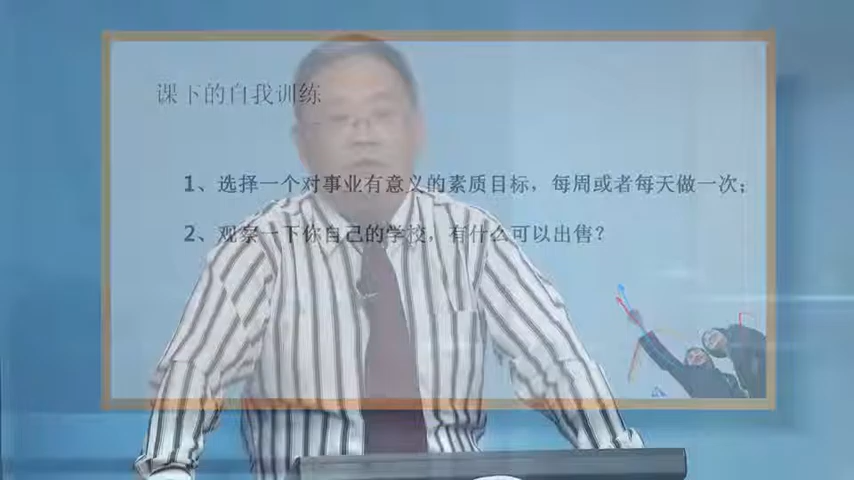 课下的自我训练
1、选择一个对事业有意义的素质目标，每周或者每天做一次；
2、观察一下你自己的学校，有什么可以出售？